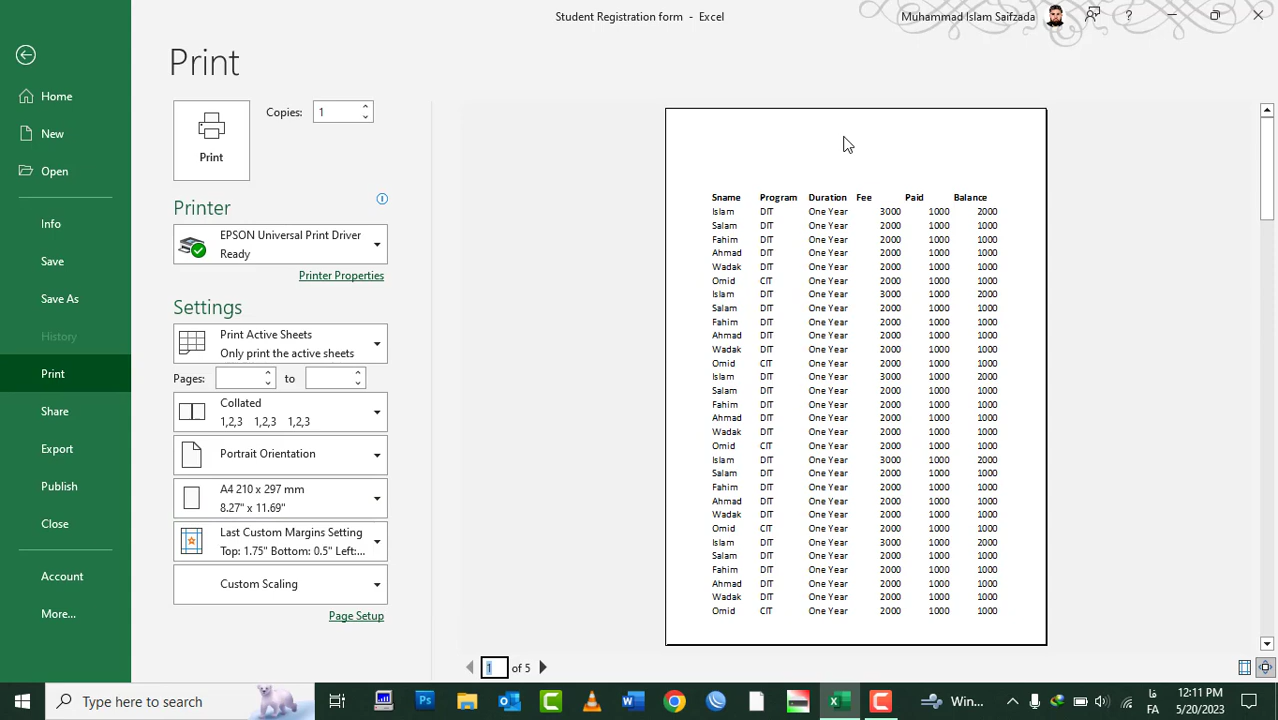 Student Registration form - Excel
Muhammad Islam Saifzada
?
Print
Home
New
Open
Info
Save
Save As
History
Print
Share
Export
Publish
Close
Account
More...
Print
Copies: 1
Printer
EPSON Universal Print Driver
Ready
Printer Properties
Settings
Print Active Sheets
Only print the active sheets
Pages: to
Collated
1,2,3 1,2,3 1,2,3
Portrait Orientation
A4 210 x 297 mm
8.27" x 11.69"
Last Custom Margins Setting
Top: 1.75" Bottom: 0.5" Left:...
Custom Scaling
Page Setup
Sname Program Duration Fee Paid Balance
Islam DIT One Year 3000 1000 2000
Salam DIT One Year 2000 1000 1000
Fahim DIT One Year 2000 1000 1000
Ahmad DIT One Year 2000 1000 1000
Wadak DIT One Year 2000 1000 1000
Omid CIT One Year 2000 1000 1000
Islam DIT One Year 3000 1000 2000
Salam DIT One Year 2000 1000 1000
Fahim DIT One Year 2000 1000 1000
Ahmad DIT One Year 2000 1000 1000
Wadak DIT One Year 2000 1000 1000
Omid CIT One Year 2000 1000 1000
Islam DIT One Year 3000 1000 2000
Salam DIT One Year 2000 1000 1000
Fahim DIT One Year 2000 1000 1000
Ahmad DIT One Year 2000 1000 1000
Wadak DIT One Year 2000 1000 1000
Omid CIT One Year 2000 1000 1000
Islam DIT One Year 3000 1000 2000
Salam DIT One Year 2000 1000 1000
Fahim DIT One Year 2000 1000 1000
Ahmad DIT One Year 2000 1000 1000
Wadak DIT One Year 2000 1000 1000
Omid CIT One Year 2000 1000 1000
Islam DIT One Year 3000 1000 2000
Salam DIT One Year 2000 1000 1000
Fahim DIT One Year 2000 1000 1000
Ahmad DIT One Year 2000 1000 1000
Wadak DIT One Year 2000 1000 1000
Omid CIT One Year 2000 1000 1000
1 of 5
Type here to search
Ps
Win...
فا
FA
12:11 PM
5/20/2023